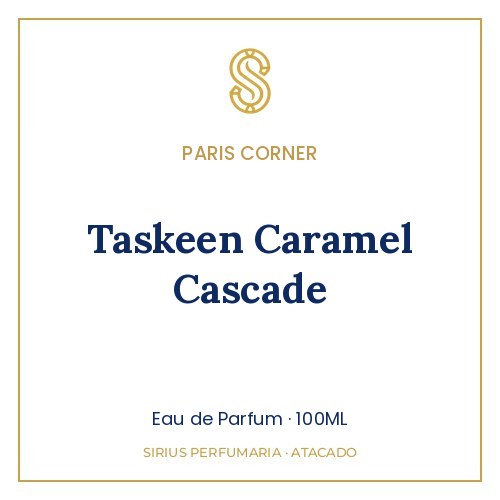 PARIS CORNER
Taskeen Caramel
Cascade
Eau de Parfum · 100ML
SIRIUS PERFUMARIA · ATACADO